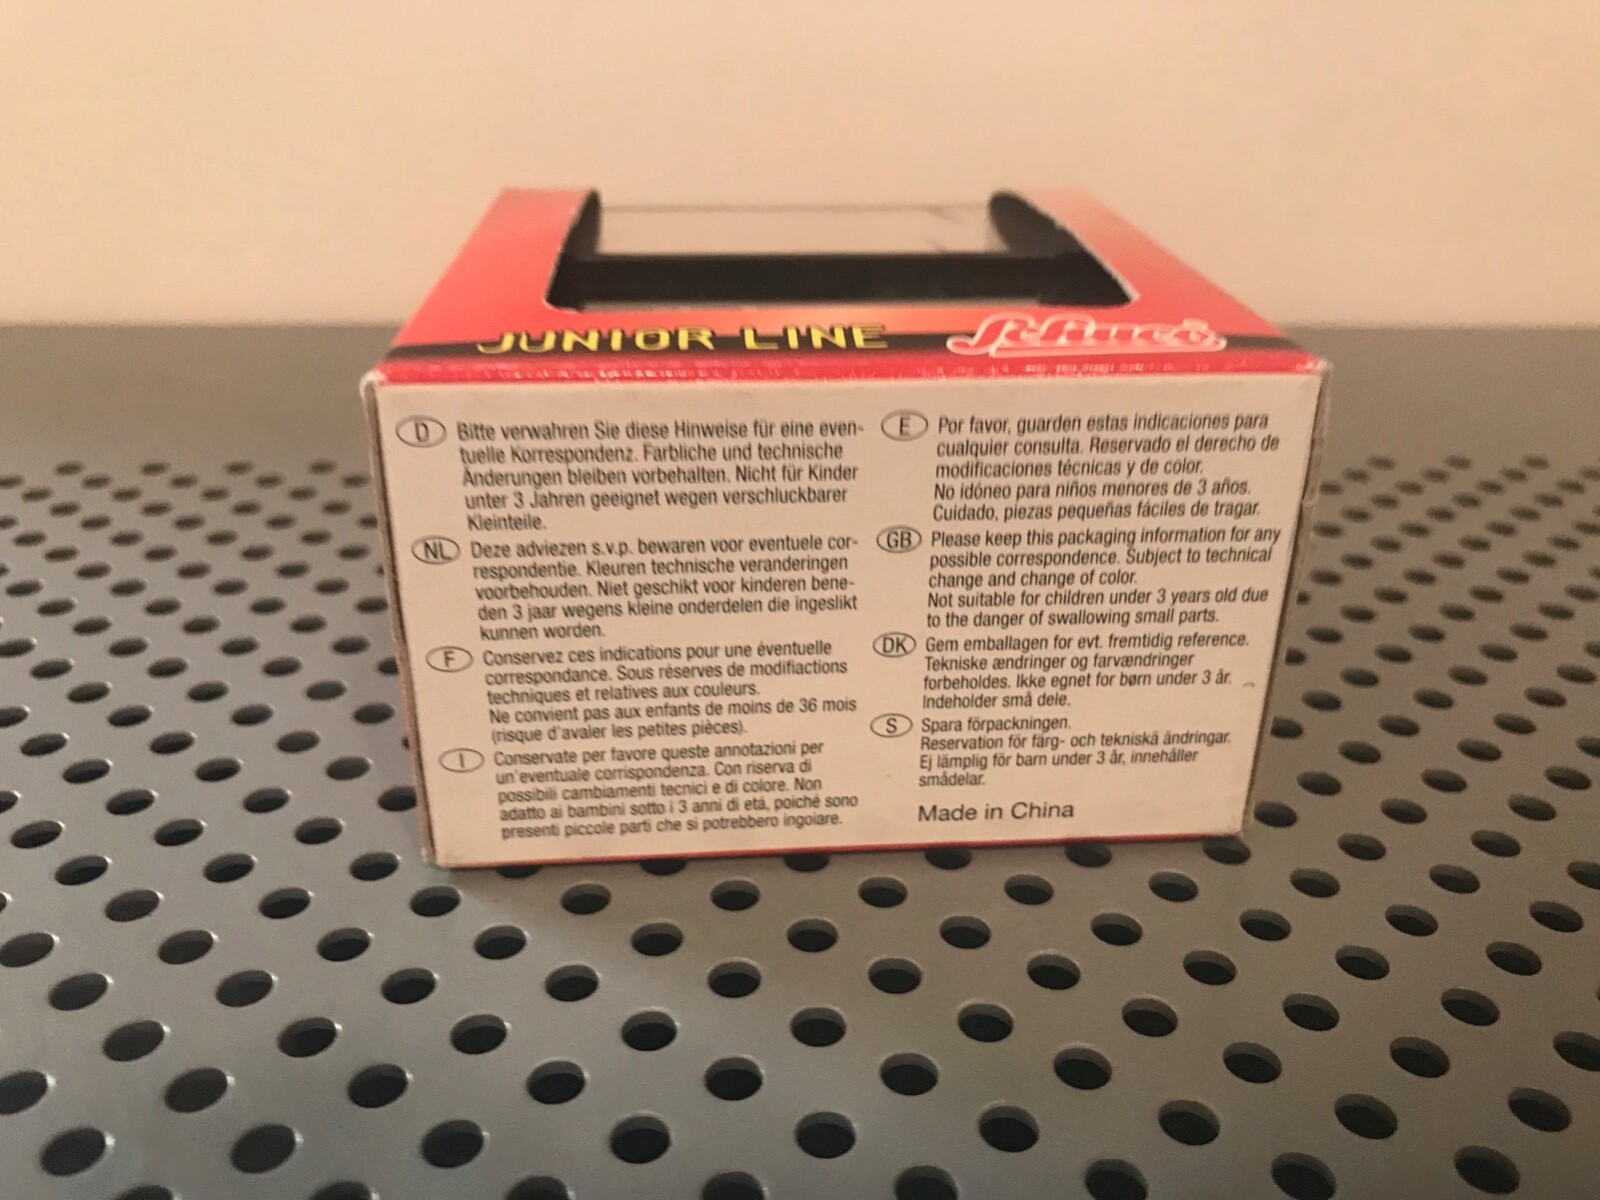 JUNIOR LINE
Schuco
D
Bitte verwahren Sie diese Hinweise für eine even-
tuelle Korrespondenz. Farbliche und technische
Änderungen bleiben vorbehalten. Nicht für Kinder
unter 3 Jahren geeignet wegen verschluckbarer
Kleinteile.
NL
Deze adviezen s.v.p. bewaren voor eventuele cor-
respondentie. Kleuren technische veranderingen
voorbehouden. Niet geschikt voor kinderen bene-
den 3 jaar wegens kleine onderdelen die ingeslikt
kunnen worden.
F
Conservez ces indications pour une éventuelle
correspondance. Sous réserves de modifiactions
techniques et relatives aux couleurs.
Ne convient pas aux enfants de moins de 36 mois
(risque d'avaler les petites pièces).
I
Conservate per favore queste annotazioni per
un'eventuale corrispondenza. Con riserva di
possibili cambiamenti tecnici e di colore. Non
adatto ai bambini sotto i 3 anni di etá, poiché sono
presenti piccole parti che si potrebbero ingoiare.
E
Por favor, guarden estas indicaciones para
cualquier consulta. Reservado el derecho de
modificaciones técnicas y de color.
No idóneo para niños menores de 3 años.
Cuidado, piezas pequeñas fáciles de tragar.
GB
Please keep this packaging information for any
possible correspondence. Subject to technical
change and change of color.
Not suitable for children under 3 years old due
to the danger of swallowing small parts.
DK
Gem emballagen for evt. fremtidig reference.
Tekniske ændringer og farvændringer
forbeholdes. Ikke egnet for børn under 3 år.
Indeholder små dele.
S
Spara förpackningen.
Reservation för färg- och tekniskä ändringar.
Ej lämplig för barn under 3 år, innehåller
smådelar.
Made in China